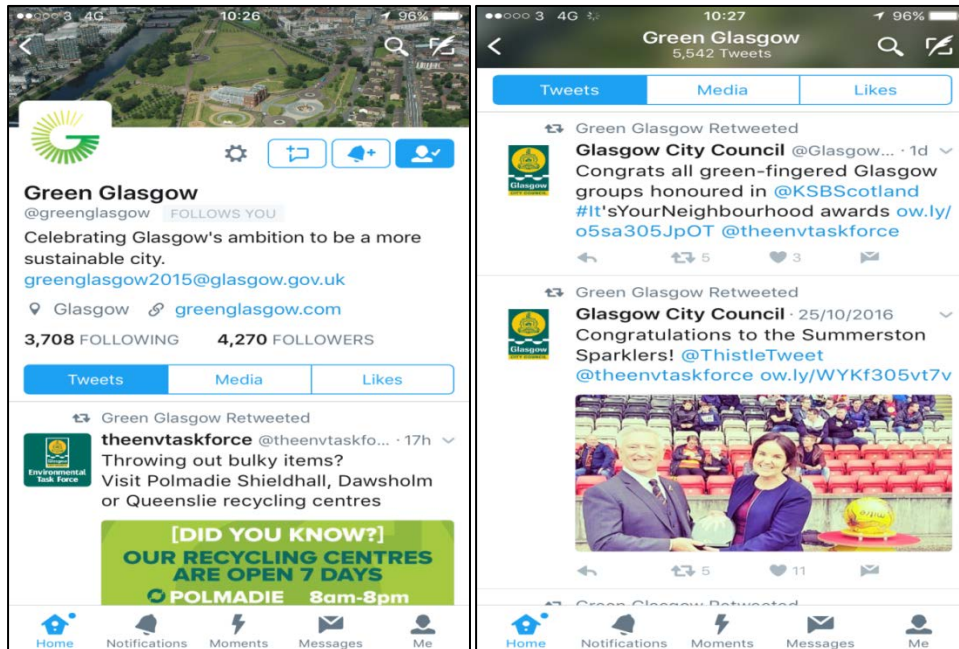 3 4G 10:26 96%
Green Glasgow
@greenglasgow FOLLOWS YOU
Celebrating Glasgow's ambition to be a more
sustainable city.
greenglasgow2015@glasgow.gov.uk
Glasgow greenglasgow.com
3,708 FOLLOWING 4,270 FOLLOWERS
Tweets Media Likes
Green Glasgow Retweeted
Environmental
Task Force
theenvtaskforce @theenvtaskfo... · 17h
Throwing out bulky items?
Visit Polmadie Shieldhall, Dawsholm
or Queenslie recycling centres
[DID YOU KNOW?]
OUR RECYCLING CENTRES
ARE OPEN 7 DAYS
POLMADIE 8am-8pm
Home Notifications Moments Messages Me
3 4G 10:27 96%
Green Glasgow
5,542 Tweets
Tweets Media Likes
Green Glasgow Retweeted
Glasgow
CITY COUNCIL
Glasgow City Council @Glasgow... · 1d
Congrats all green-fingered Glasgow
groups honoured in @KSBScotland
#It'sYourNeighbourhood awards ow.ly/
o5sa305JpOT @theenvtaskforce
5 3
Green Glasgow Retweeted
Glasgow
CITY COUNCIL
Glasgow City Council · 25/10/2016
Congratulations to the Summerston
Sparklers! @ThistleTweet
@theenvtaskforce ow.ly/WYKf305vt7v
5 11
Green Glasgow Retweeted
Home Notifications Moments Messages Me